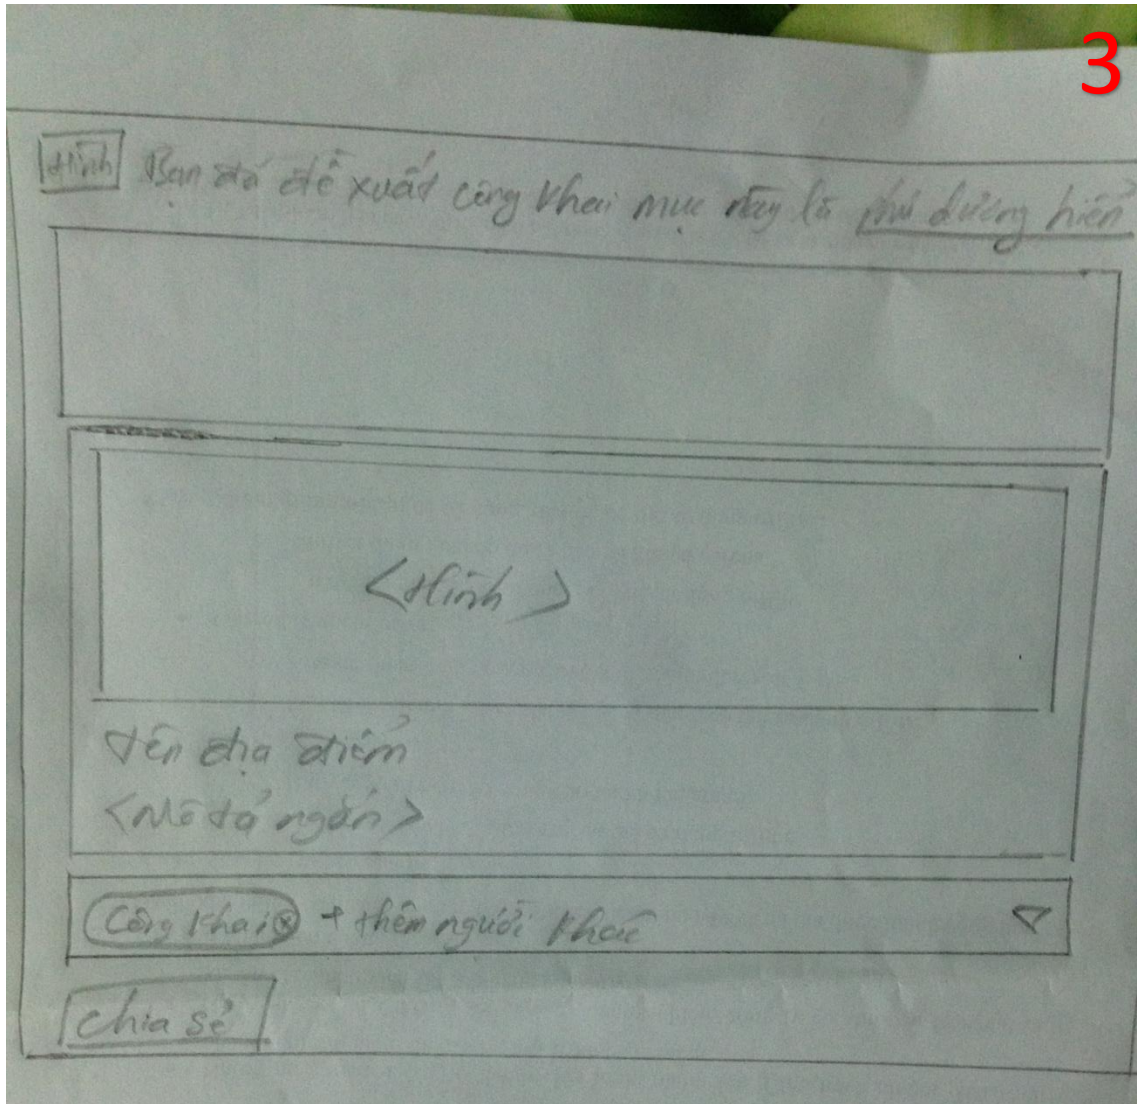 3
Hình Bạn đã đề xuất công khai mục này là phú dương hiển
<Hình>
Tên địa điểm
<Mô tả ngắn>
Công khai ⊗ + thêm người khác
chia sẻ